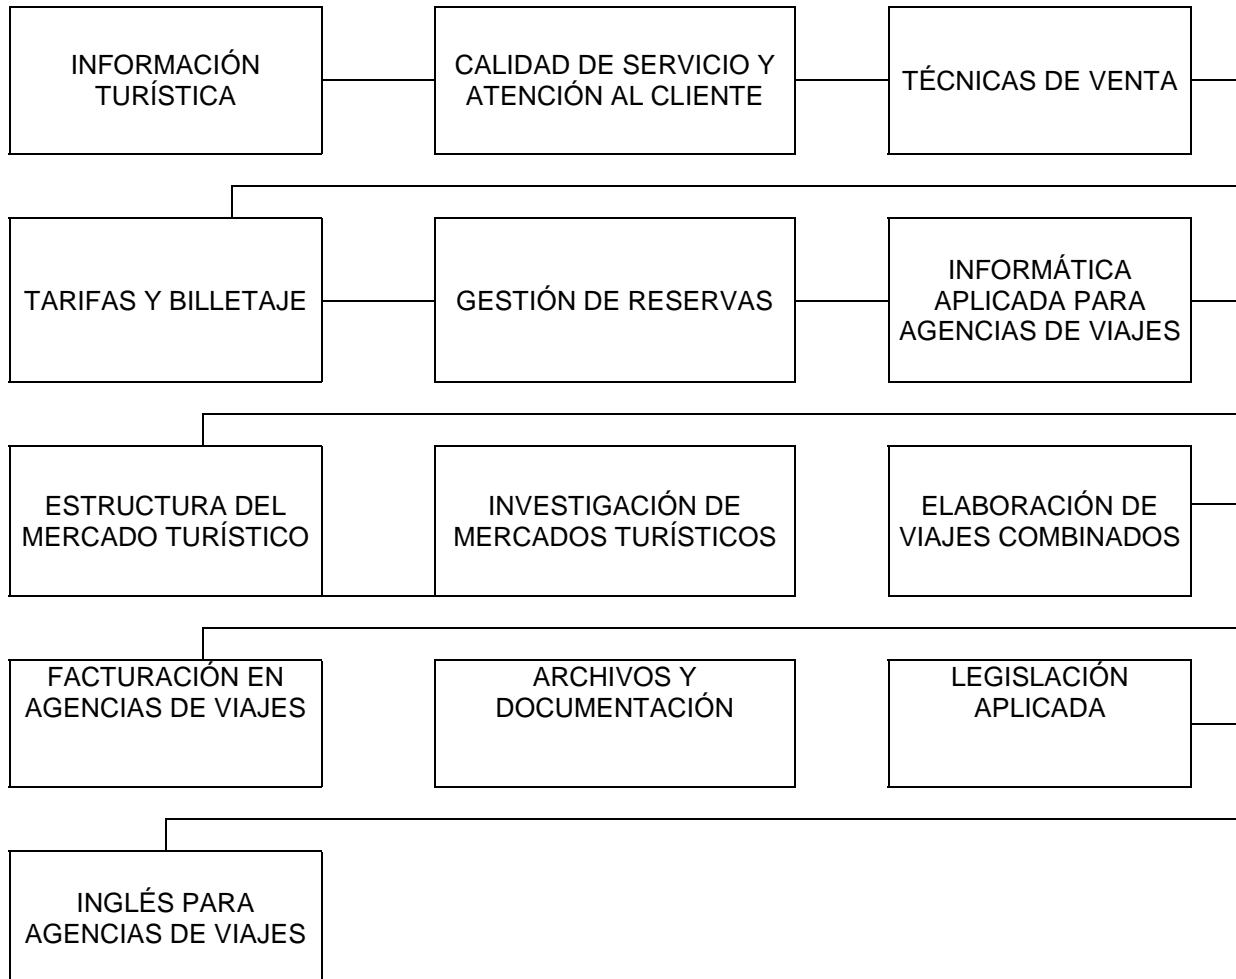 INFORMACIÓN
TURÍSTICA
CALIDAD DE SERVICIO Y
ATENCIÓN AL CLIENTE
TÉCNICAS DE VENTA
TARIFAS Y BILLETAJE
GESTIÓN DE RESERVAS
INFORMÁTICA
APLICADA PARA
AGENCIAS DE VIAJES
ESTRUCTURA DEL
MERCADO TURÍSTICO
INVESTIGACIÓN DE
MERCADOS TURÍSTICOS
ELABORACIÓN DE
VIAJES COMBINADOS
FACTURACIÓN EN
AGENCIAS DE VIAJES
ARCHIVOS Y
DOCUMENTACIÓN
LEGISLACIÓN
APLICADA
INGLÉS PARA
AGENCIAS DE VIAJES